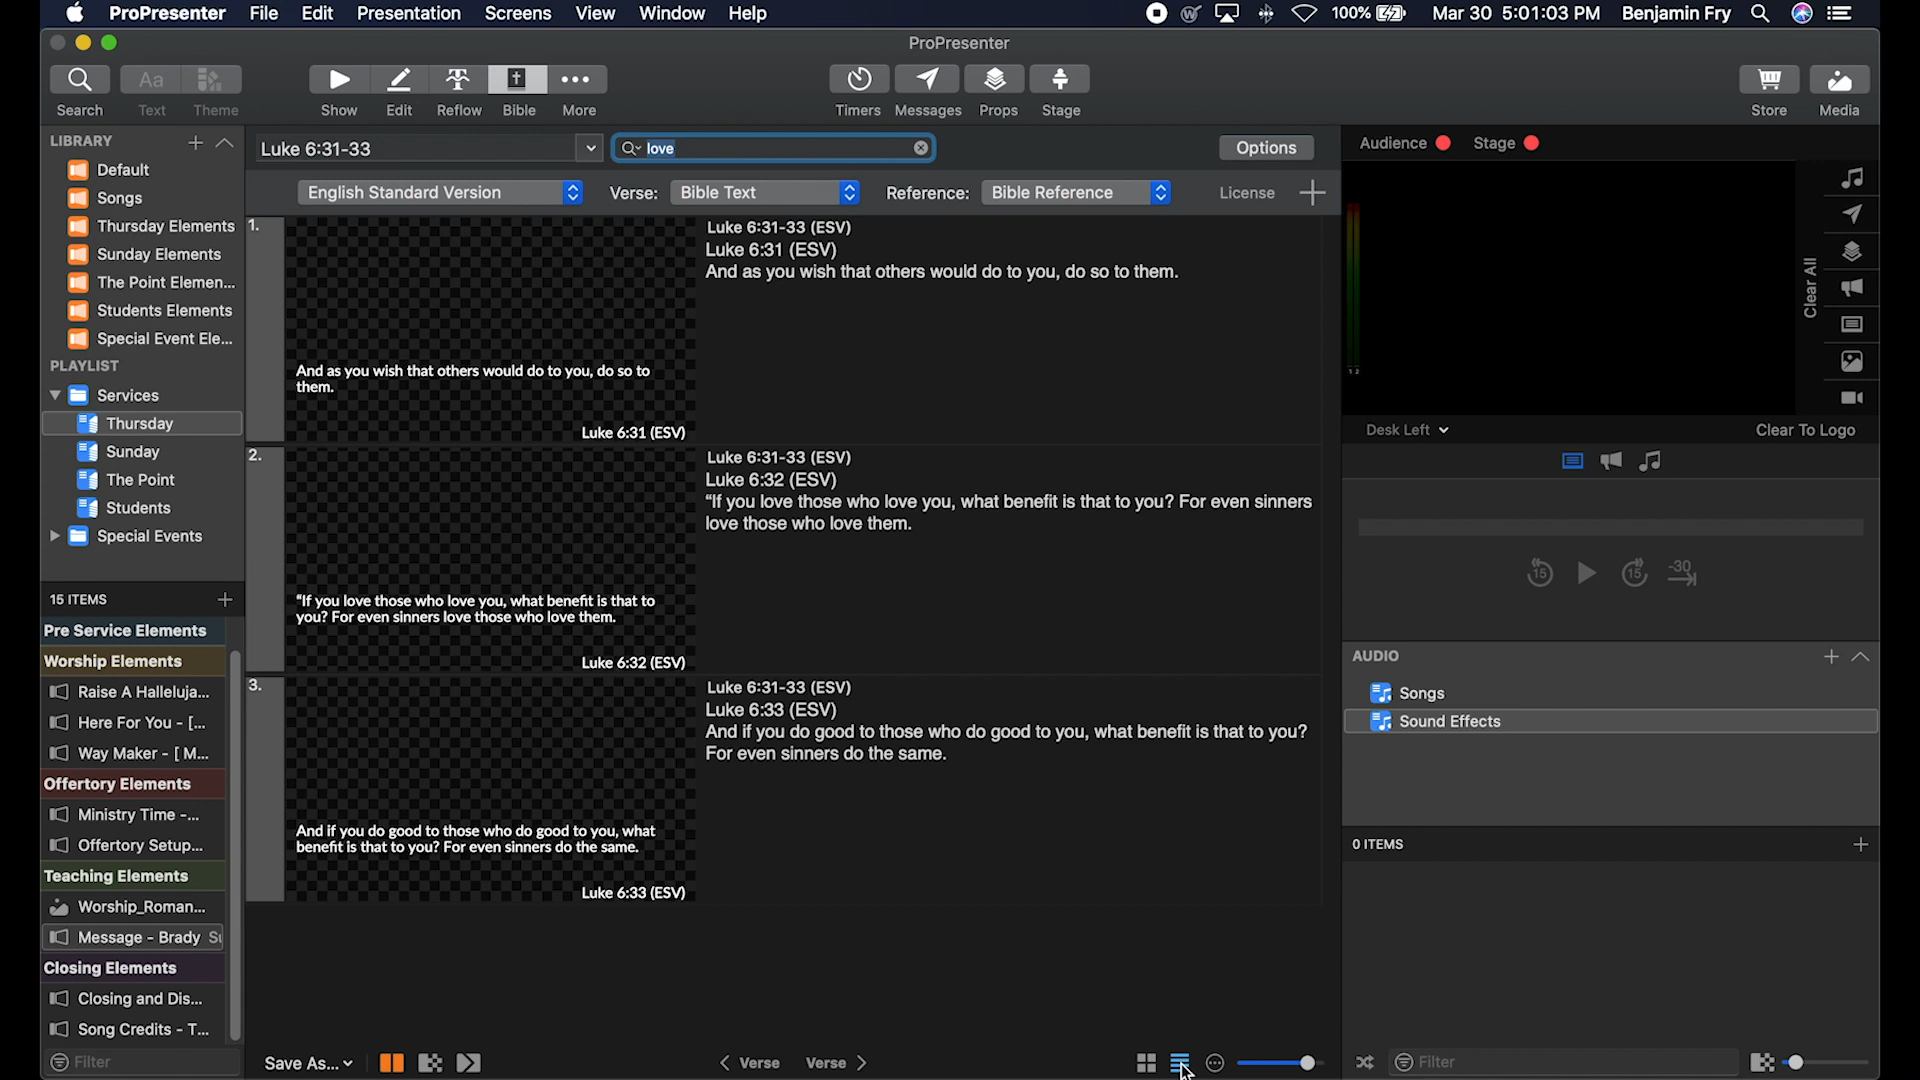 ProPresenter File Edit Presentation Screens View Window Help 100% Mar 30 5:01:03 PM Benjamin Fry
ProPresenter
Search Text Theme Show Edit Reflow Bible More Timers Messages Props Stage Store Media
LIBRARY
Default
Songs
Thursday Elements
Sunday Elements
The Point Elemen...
Students Elements
Special Event Ele...
PLAYLIST
Services
Thursday
Sunday
The Point
Students
Special Events
15 ITEMS
Pre Service Elements
Worship Elements
Raise A Halleluja...
Here For You - [...
Way Maker - [ M...
Offertory Elements
Ministry Time -...
Offertory Setup...
Teaching Elements
Worship_Roman...
Message - Brady
Closing Elements
Closing and Dis...
Song Credits - T...
Filter
Luke 6:31-33 love Options
English Standard Version Verse: Bible Text Reference: Bible Reference License
1.
And as you wish that others would do to you, do so to
them.
Luke 6:31 (ESV)
Luke 6:31-33 (ESV)
Luke 6:31 (ESV)
And as you wish that others would do to you, do so to them.
2.
“If you love those who love you, what benefit is that to
you? For even sinners love those who love them.
Luke 6:32 (ESV)
Luke 6:31-33 (ESV)
Luke 6:32 (ESV)
“If you love those who love you, what benefit is that to you? For even sinners
love those who love them.
3.
And if you do good to those who do good to you, what
benefit is that to you? For even sinners do the same.
Luke 6:33 (ESV)
Luke 6:31-33 (ESV)
Luke 6:33 (ESV)
And if you do good to those who do good to you, what benefit is that to you?
For even sinners do the same.
Save As... Verse Verse
Audience Stage
Clear All
1 2
Desk Left Clear To Logo
15 15 -30
AUDIO
Songs
Sound Effects
0 ITEMS
Filter